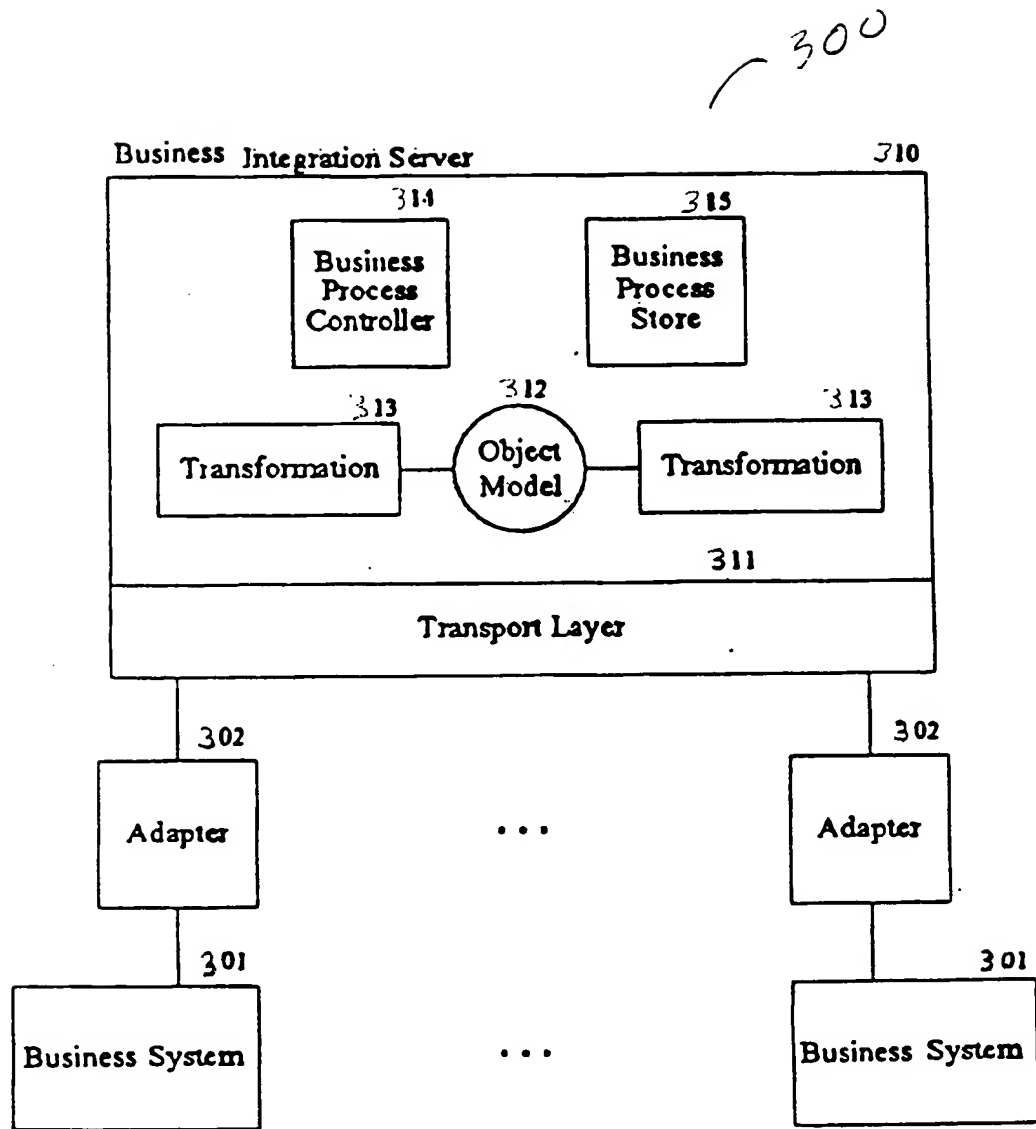 300
Business Integration Server 310
314 315
Business Process Controller
Business Process Store
313 312 313
Transformation Object Model Transformation
311
Transport Layer
302 302
Adapter ... Adapter
301 301
Business System ... Business System